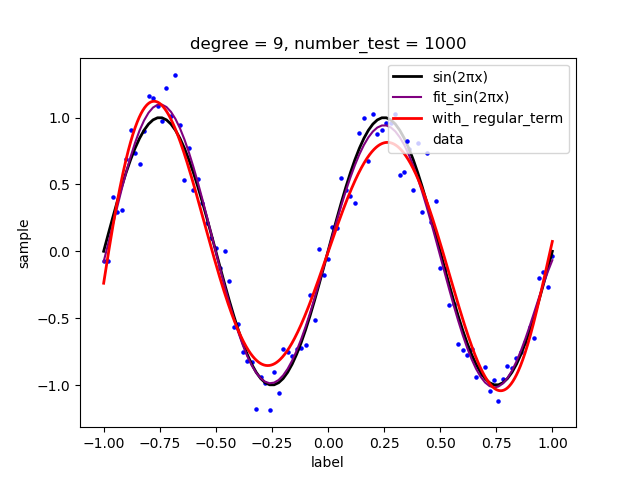 degree = 9, number_test = 1000
sin(2πx)
fit_sin(2πx)
with_ regular_term
data
1.0
0.5
0.0
−0.5
−1.0
sample
−1.00 −0.75 −0.50 −0.25 0.00 0.25 0.50 0.75 1.00
label